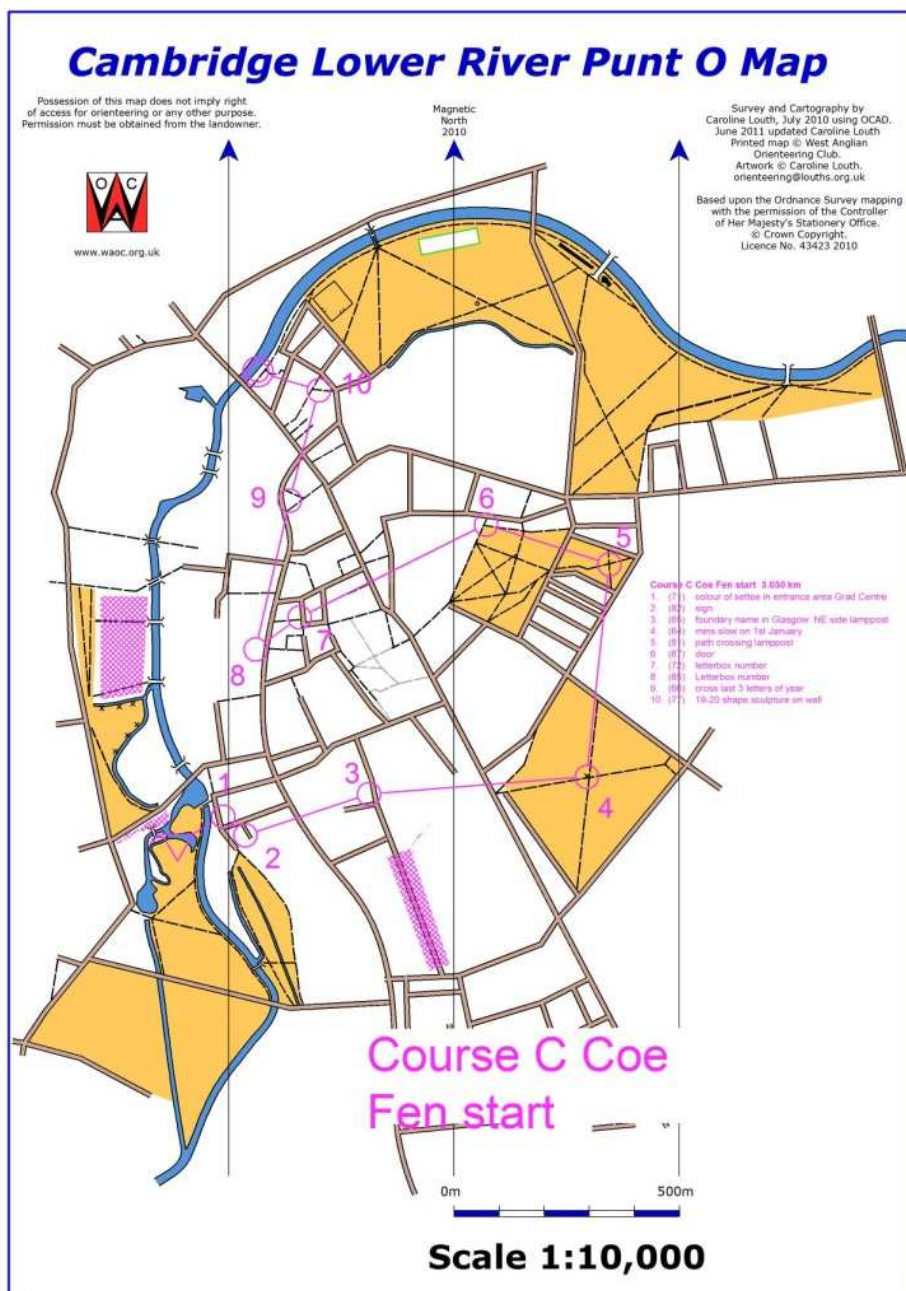 Cambridge Lower River Punt O Map
Possession of this map does not imply right
of access for orienteering or any other purpose.
Permission must be obtained from the landowner.
O C
WA
www.waoc.org.uk
Magnetic
North
2010
Survey and Cartography by
Caroline Louth, July 2010 using OCAD.
June 2011 updated Caroline Louth
Printed map © West Anglian
Orienteering Club.
Artwork © Caroline Louth.
orienteering@louths.org.uk
Based upon the Ordnance Survey mapping
with the permission of the Controller
of Her Majesty's Stationery Office.
© Crown Copyright.
Licence No. 43423 2010
10
9
6
5
7
8
1
3
2
4
Course C Coe Fen start 3.030 km
1. (71) colour of settee in entrance area Grad Centre
2. sign
3. foundary name in Glasgow NE side lamppost
4. mins slow on 1st January
5. path crossing lamppost
6. door
7. (72) letterbox number
8. Letterbox number
9. cross last 3 letters of year
10. 19-20 shape sculpture on wall
Course C Coe
Fen start
0m 500m
Scale 1:10,000